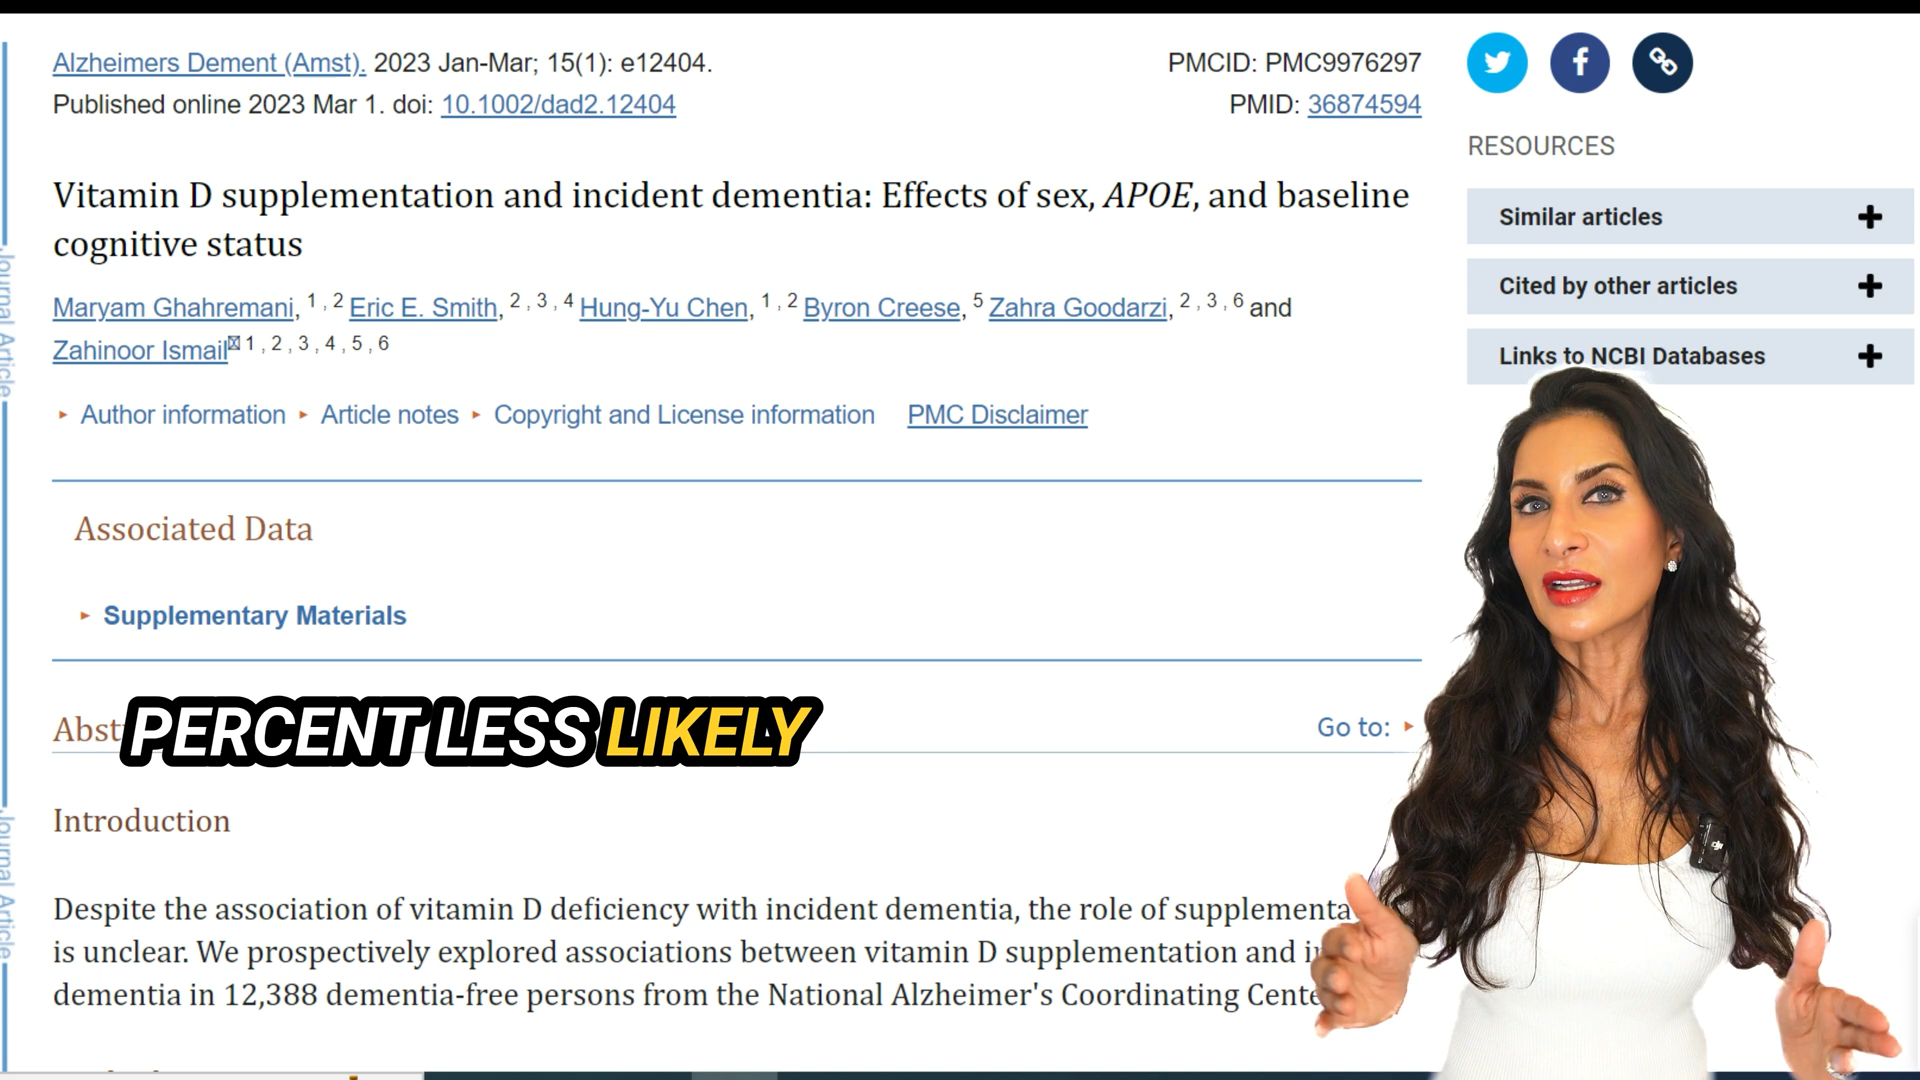 Alzheimers Dement (Amst). 2023 Jan-Mar; 15(1): e12404.
Published online 2023 Mar 1. doi: 10.1002/dad2.12404
PMCID: PMC9976297
PMID: 36874594
Vitamin D supplementation and incident dementia: Effects of sex, APOE, and baseline
cognitive status
Maryam Ghahremani, 1 , 2 Eric E. Smith, 2 , 3 , 4 Hung-Yu Chen, 1 , 2 Byron Creese, 5 Zahra Goodarzi, 2 , 3 , 6 and
Zahinoor Ismail 1 , 2 , 3 , 4 , 5 , 6
Author information Article notes Copyright and License information PMC Disclaimer
Associated Data
Supplementary Materials
Abst
Go to:
PERCENT LESS LIKELY
Introduction
Despite the association of vitamin D deficiency with incident dementia, the role of supplementa
is unclear. We prospectively explored associations between vitamin D supplementation and i
dementia in 12,388 dementia-free persons from the National Alzheimer's Coordinating Cente
RESOURCES
Similar articles
Cited by other articles
Links to NCBI Databases
Journal Article
Journal Article